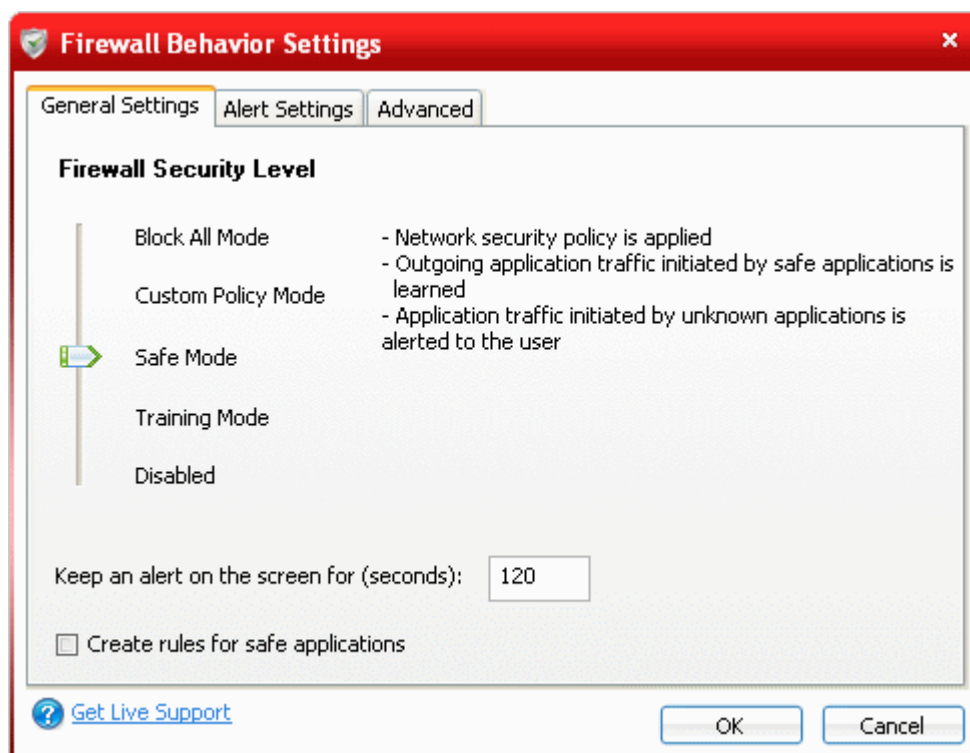 Firewall Behavior Settings
General Settings
Alert Settings
Advanced
Firewall Security Level
Block All Mode
Custom Policy Mode
Safe Mode
Training Mode
Disabled
- Network security policy is applied
- Outgoing application traffic initiated by safe applications is
learned
- Application traffic initiated by unknown applications is
alerted to the user
Keep an alert on the screen for (seconds): 120
Create rules for safe applications
Get Live Support
OK
Cancel